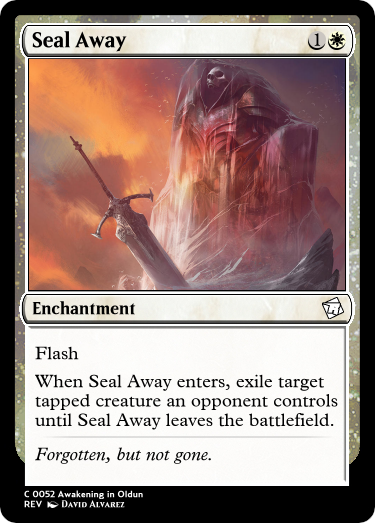 Seal Away 1
Enchantment
Flash
When Seal Away enters, exile target
tapped creature an opponent controls
until Seal Away leaves the battlefield.
Forgotten, but not gone.
C 0052 Awakening in Oldun
REV DAVID ALVAREZ